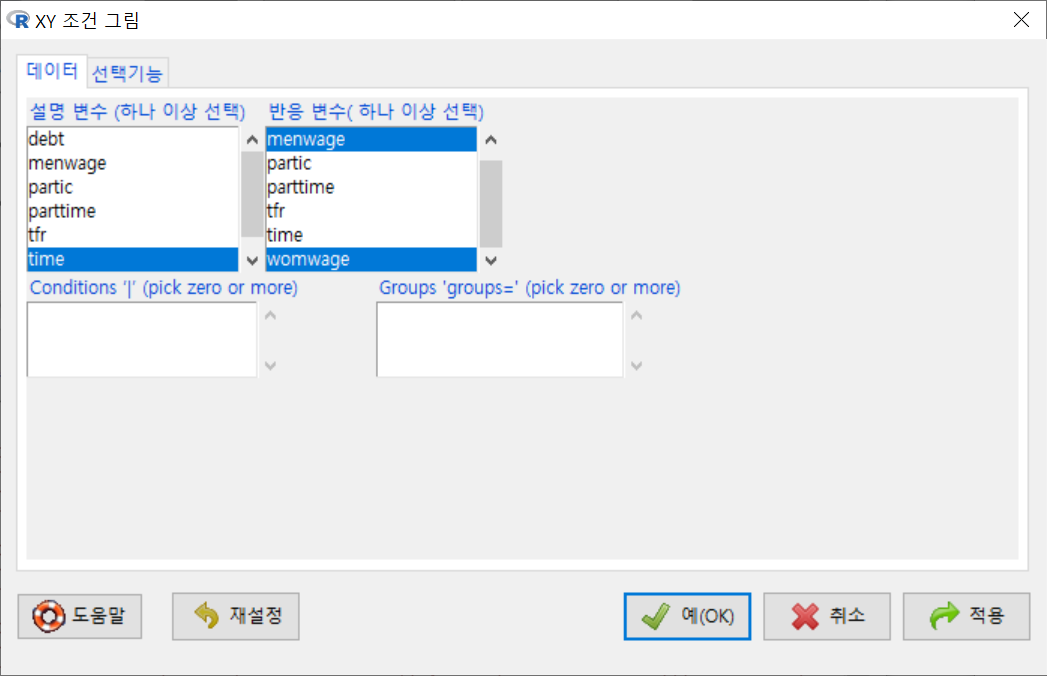 R XY 조건 그림
데이터 선택기능
설명 변수 (하나 이상 선택) 반응 변수( 하나 이상 선택)
debt menwage
menwage partic
partic parttime
parttime tfr
tfr time
time womwage
Conditions '|' (pick zero or more) Groups 'groups=' (pick zero or more)
도움말 재설정 예(OK) 취소 적용